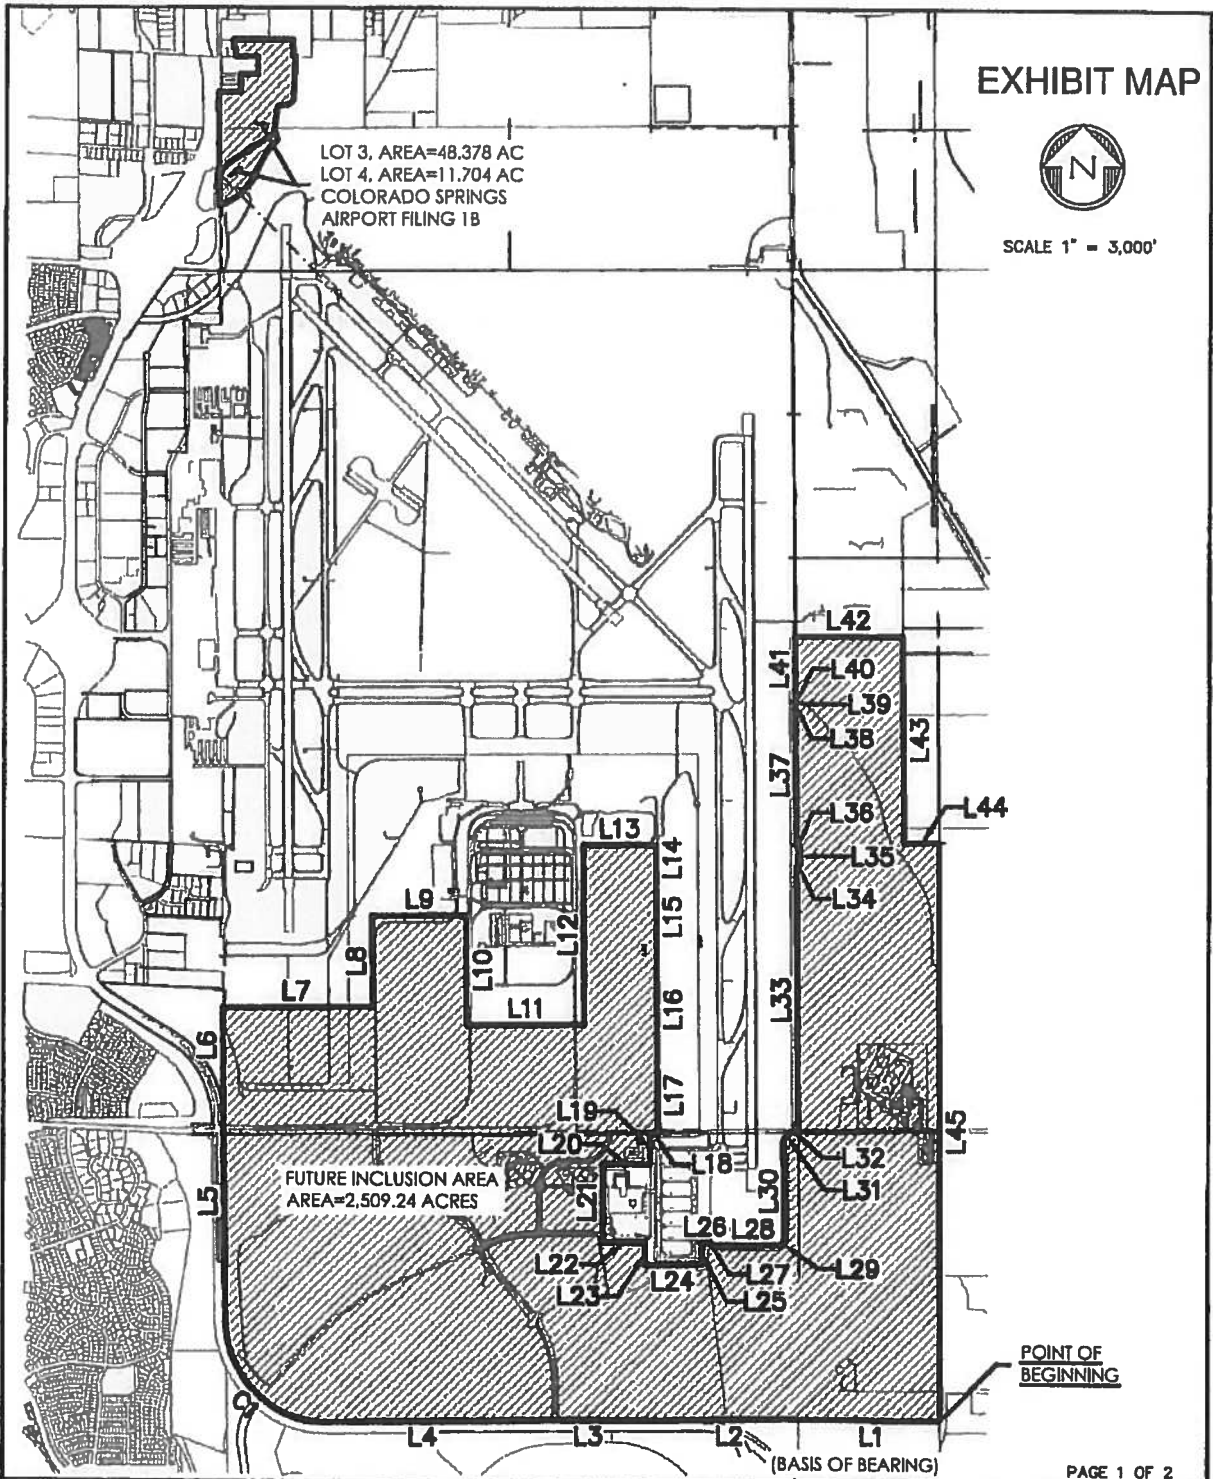 EXHIBIT MAP
N
SCALE 1" = 3,000'
LOT 3, AREA=48.378 AC
LOT 4, AREA=11.704 AC
COLORADO SPRINGS
AIRPORT FILING 1B
L42
L41
L40
L39
L38
L37
L43
L36
L44
L35
L34
L13
L14
L15
L9
L12
L8
L10
L7
L11
L16
L33
L6
L17
L19
L20
L18
L45
L32
L31
FUTURE INCLUSION AREA
AREA=2,509.24 ACRES
L5
L21
L30
L26
L28
L22
L27
L29
L23
L24
L25
POINT OF
BEGINNING
C1
L4
L3
L2
L1
(BASIS OF BEARING)
PAGE 1 OF 2